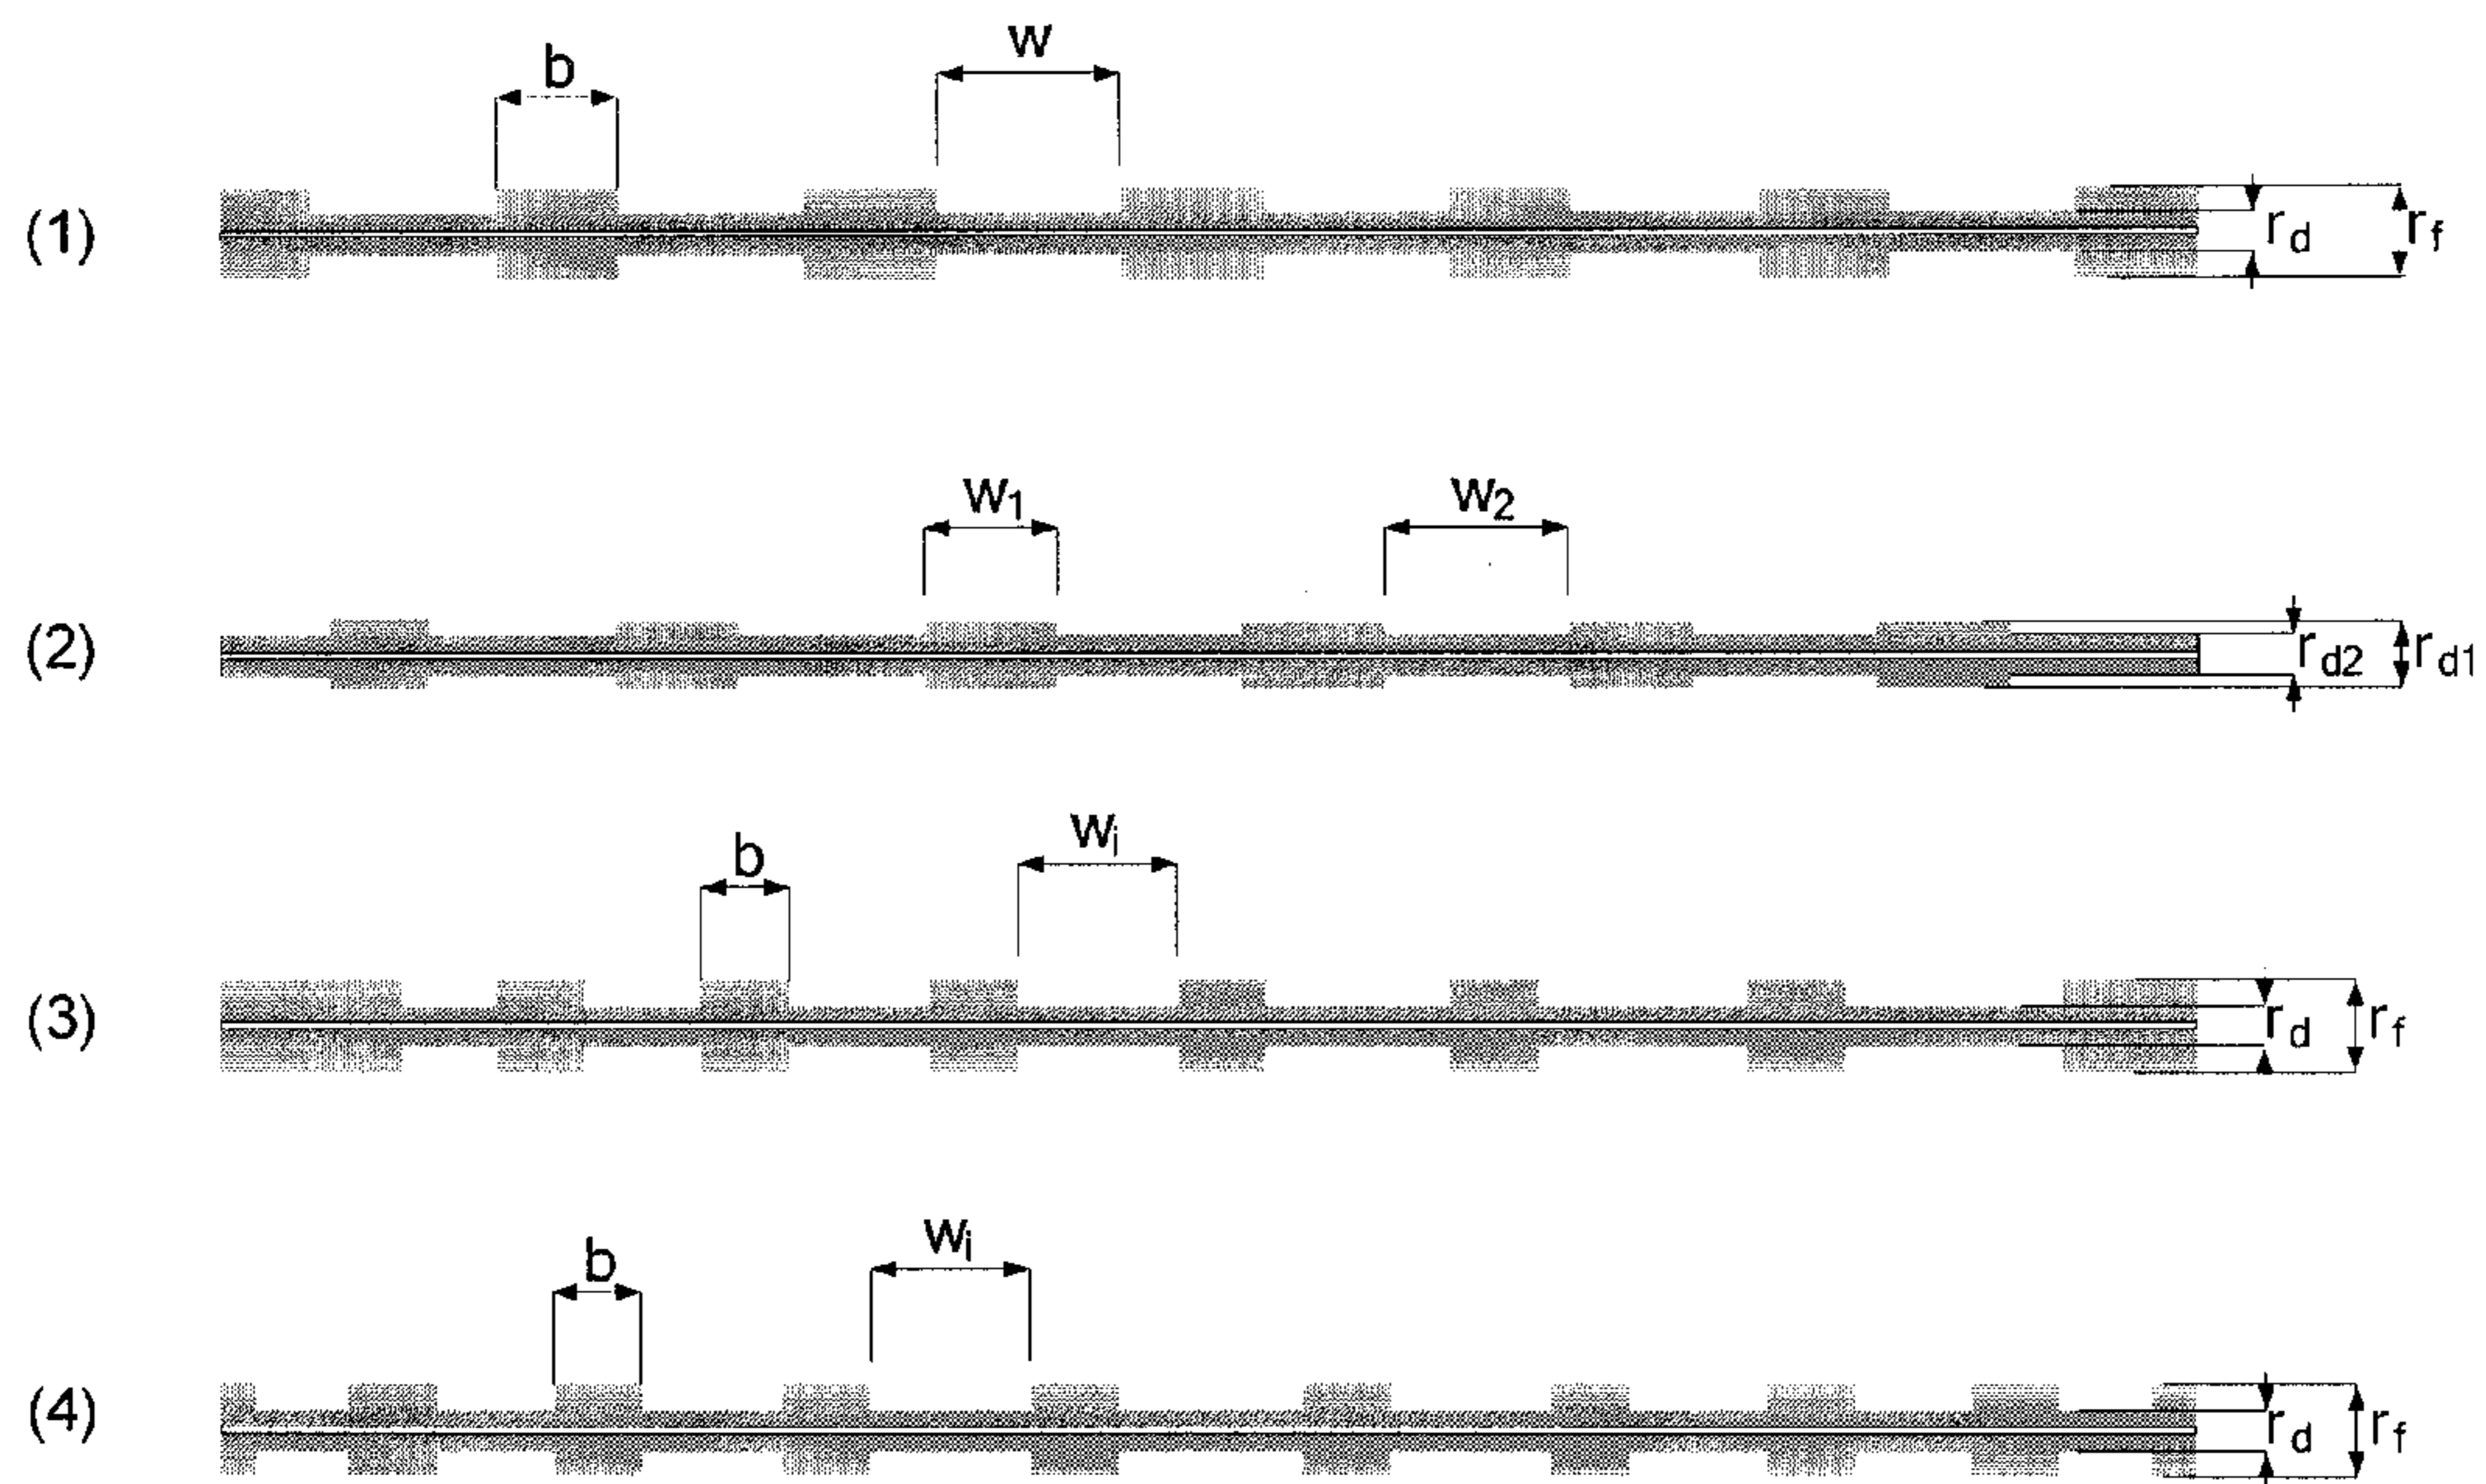 w
b
(1)
r_d r_f
w_1 w_2
(2)
r_d2 r_d1
w_i
b
(3)
r_d r_f
w_i
b
(4)
r_d r_f